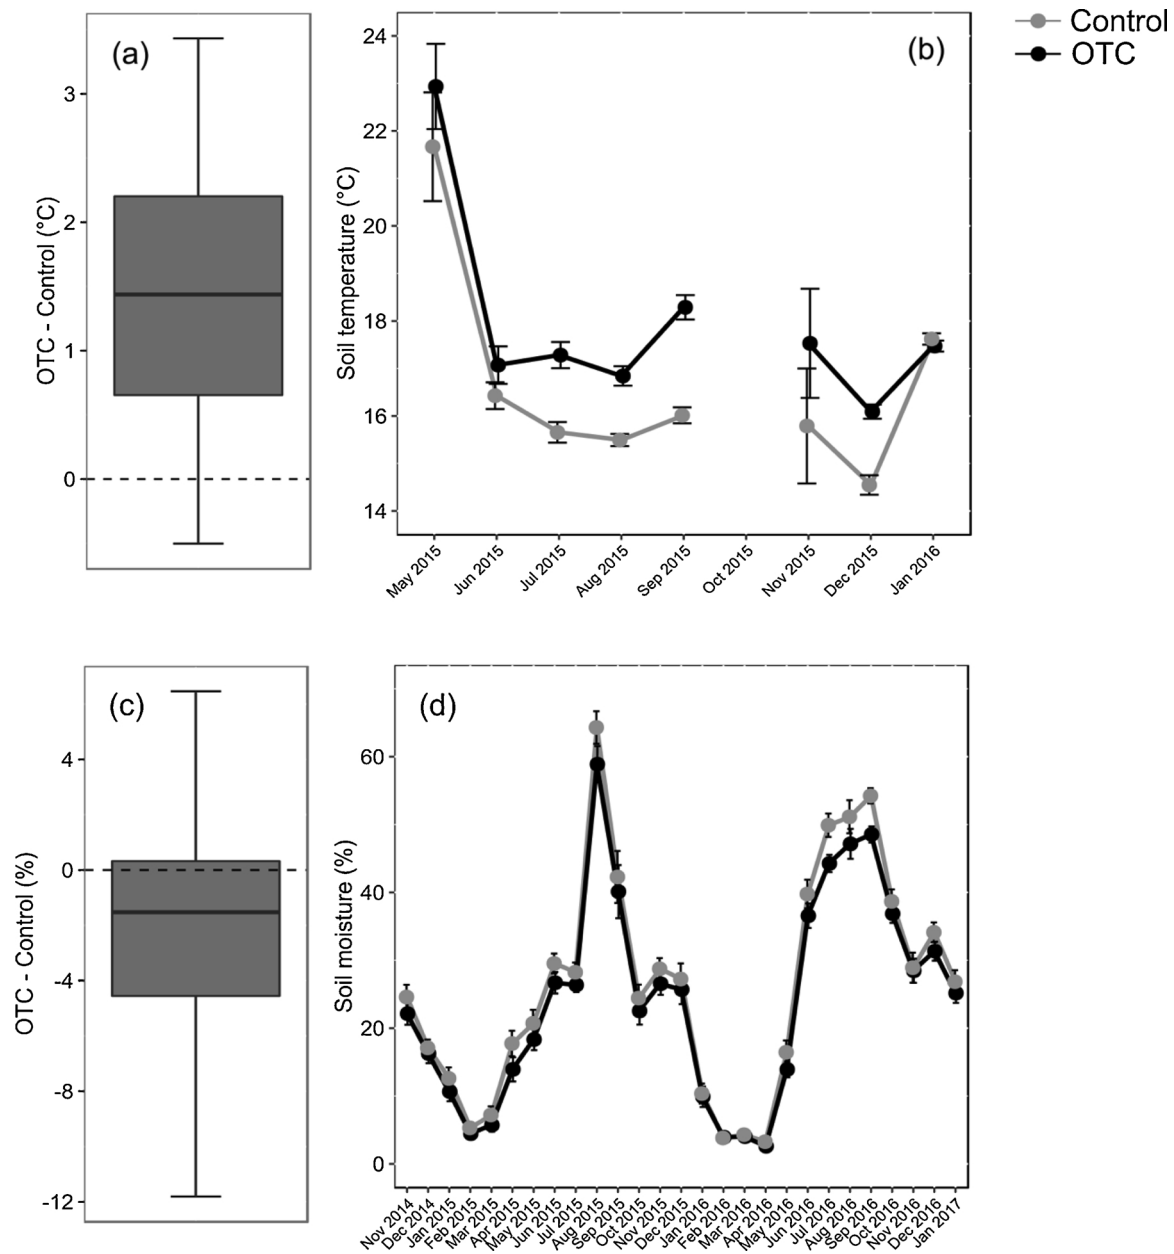 (a)
OTC - Control (°C)
3
2
1
0
(b)
Soil temperature (°C)
24
22
20
18
16
14
May 2015
Jun 2015
Jul 2015
Aug 2015
Sep 2015
Oct 2015
Nov 2015
Dec 2015
Jan 2016
Control
OTC
(c)
OTC - Control (%)
4
0
-4
-8
-12
(d)
Soil moisture (%)
60
40
20
0
Nov 2014
Dec 2014
Jan 2015
Feb 2015
Mar 2015
Apr 2015
May 2015
Jun 2015
Jul 2015
Aug 2015
Sep 2015
Oct 2015
Nov 2015
Dec 2015
Jan 2016
Feb 2016
Mar 2016
Apr 2016
May 2016
Jun 2016
Jul 2016
Aug 2016
Sep 2016
Oct 2016
Nov 2016
Dec 2016
Jan 2017